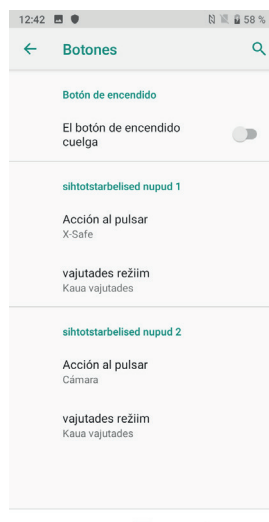 12:42 58 %
Botones
Botón de encendido
El botón de encendido
cuelga
sihtotstarbelised nupud 1
Acción al pulsar
X-Safe
vajutades režiim
Kaua vajutades
sihtotstarbelised nupud 2
Acción al pulsar
Cámara
vajutades režiim
Kaua vajutades